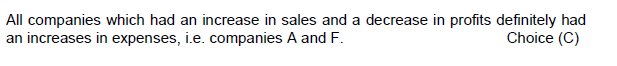 All companies which had an increase in sales and a decrease in profits definitely had
an increases in expenses, i.e. companies A and F. Choice (C)